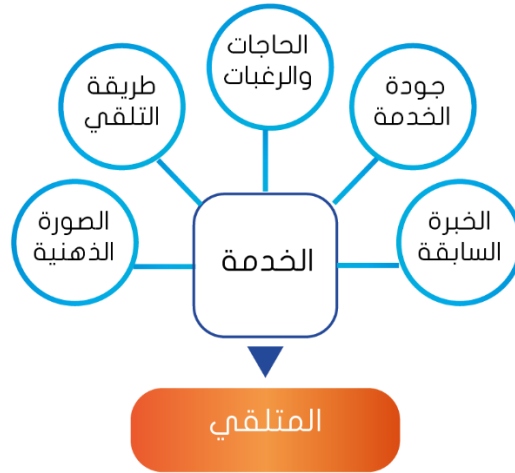 الحاجات
والرغبات
جودة
الخدمة
طريقة
التلقي
الخبرة
السابقة
الصورة
الذهنية
الخدمة
المتلقي